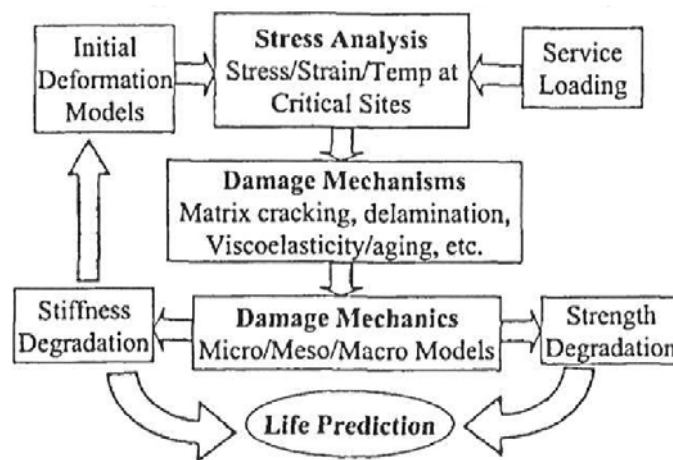 Initial
Deformation
Models
Stress Analysis
Stress/Strain/Temp at
Critical Sites
Service
Loading
Damage Mechanisms
Matrix cracking, delamination,
Viscoelasticity/aging, etc.
Stiffness
Degradation
Damage Mechanics
Micro/Meso/Macro Models
Strength
Degradation
Life Prediction